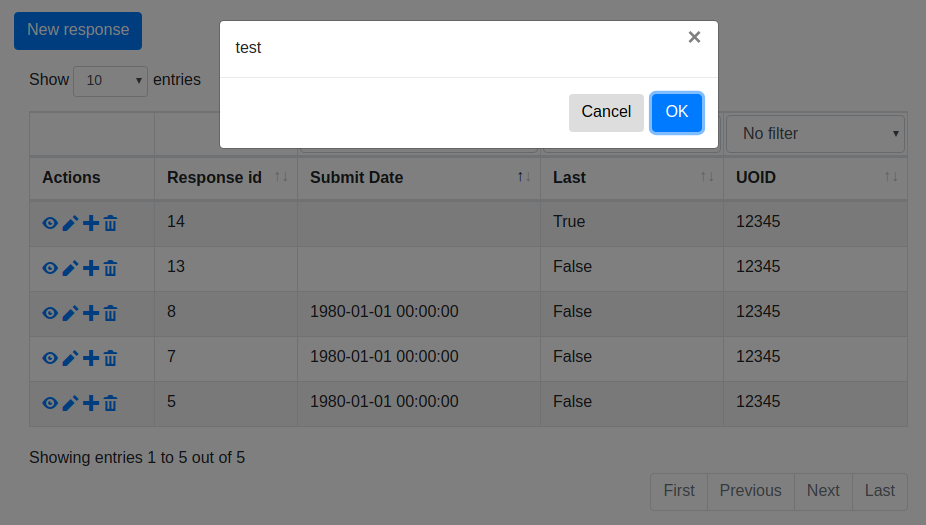 New response
test
×
Cancel OK
Show 10 entries
No filter
Actions Response id Submit Date Last UOID
14 True 12345
13 False 12345
8 1980-01-01 00:00:00 False 12345
7 1980-01-01 00:00:00 False 12345
5 1980-01-01 00:00:00 False 12345
Showing entries 1 to 5 out of 5
First Previous Next Last